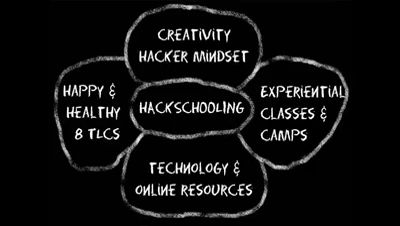 CREATIVITY
HACKER MINDSET
HAPPY &
HEALTHY
8 TLCS
HACKSCHOOLING
EXPERIENTIAL
CLASSES &
CAMPS
TECHNOLOGY &
ONLINE RESOURCES